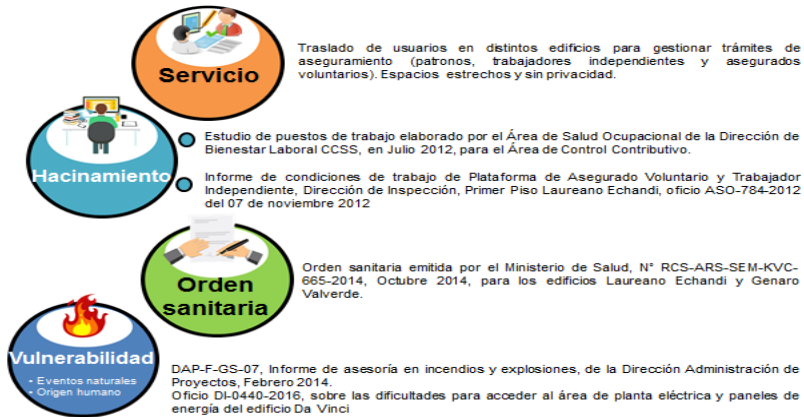 Servicio
Traslado de usuarios en distintos edificios para gestionar trámites de
aseguramiento (patronos, trabajadores independientes y asegurados
voluntarios). Espacios estrechos y sin privacidad.
Hacinamiento
Estudio de puestos de trabajo elaborado por el Área de Salud Ocupacional de la Dirección de
Bienestar Laboral CCSS, en Julio 2012, para el Área de Control Contributivo.
Informe de condiciones de trabajo de Plataforma de Asegurado Voluntario y Trabajador
Independiente, Dirección de Inspección, Primer Piso Laureano Echandi, oficio ASO-784-2012
del 07 de noviembre 2012
Orden
sanitaria
Orden sanitaria emitida por el Ministerio de Salud, N° RCS-ARS-SEM-KVC-
665-2014, Octubre 2014, para los edificios Laureano Echandi y Genaro
Valverde.
Vulnerabilidad
• Eventos naturales
• Origen humano
DAP-F-GS-07, Informe de asesoría en incendios y explosiones, de la Dirección Administración de
Proyectos, Febrero 2014.
Oficio DI-0440-2016, sobre las dificultades para acceder al área de planta eléctrica y paneles de
energía del edificio Da Vinci